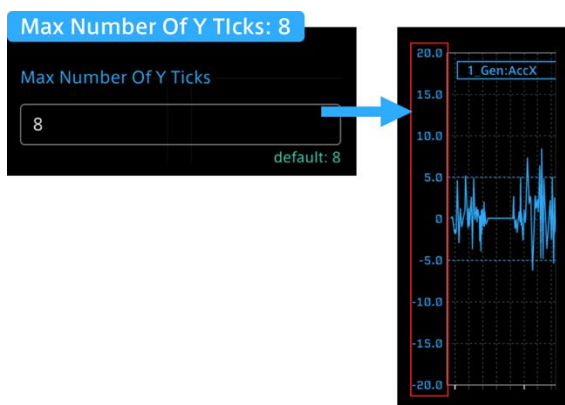 Max Number Of Y TIcks: 8
Max Number Of Y Ticks
8
default: 8
20.0
1_Gen:AccX
15.0
10.0
5.0
0
-5.0
-10.0
-15.0
-20.0